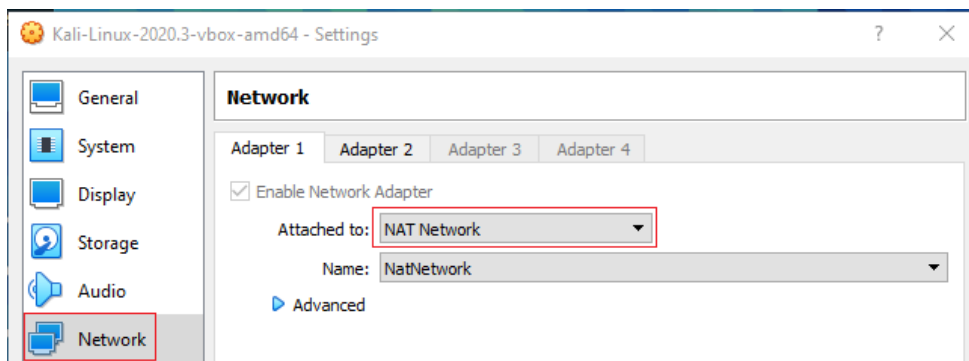 Kali-Linux-2020.3-vbox-amd64 - Settings
?
General
System
Display
Storage
Audio
Network
Network
Adapter 1
Adapter 2
Adapter 3
Adapter 4
Enable Network Adapter
Attached to: NAT Network
Name: NatNetwork
Advanced